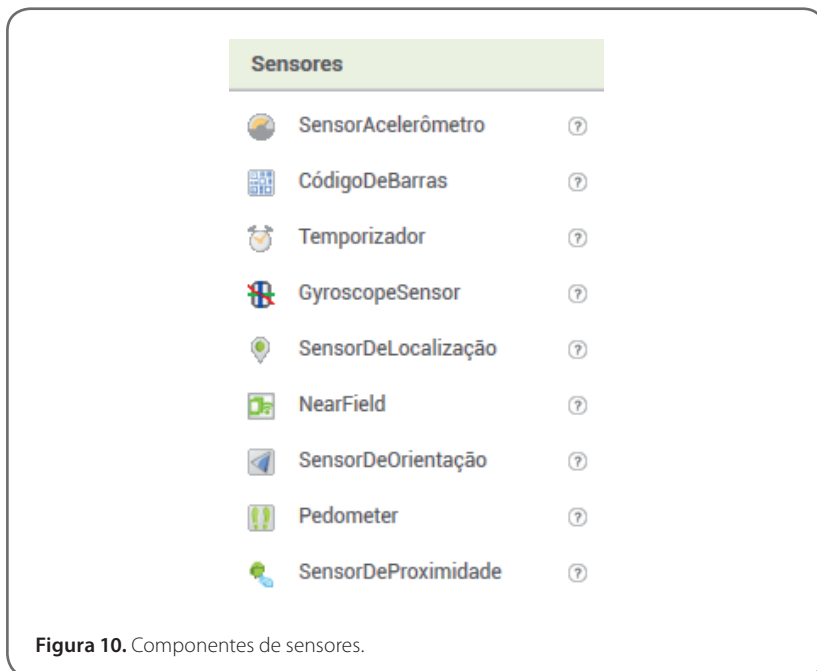 Sensores
SensorAcelerômetro ?
CódigoDeBarras ?
Temporizador ?
GyroscopeSensor ?
SensorDeLocalização ?
NearField ?
SensorDeOrientação ?
Pedometer ?
SensorDeProximidade ?
Figura 10. Componentes de sensores.